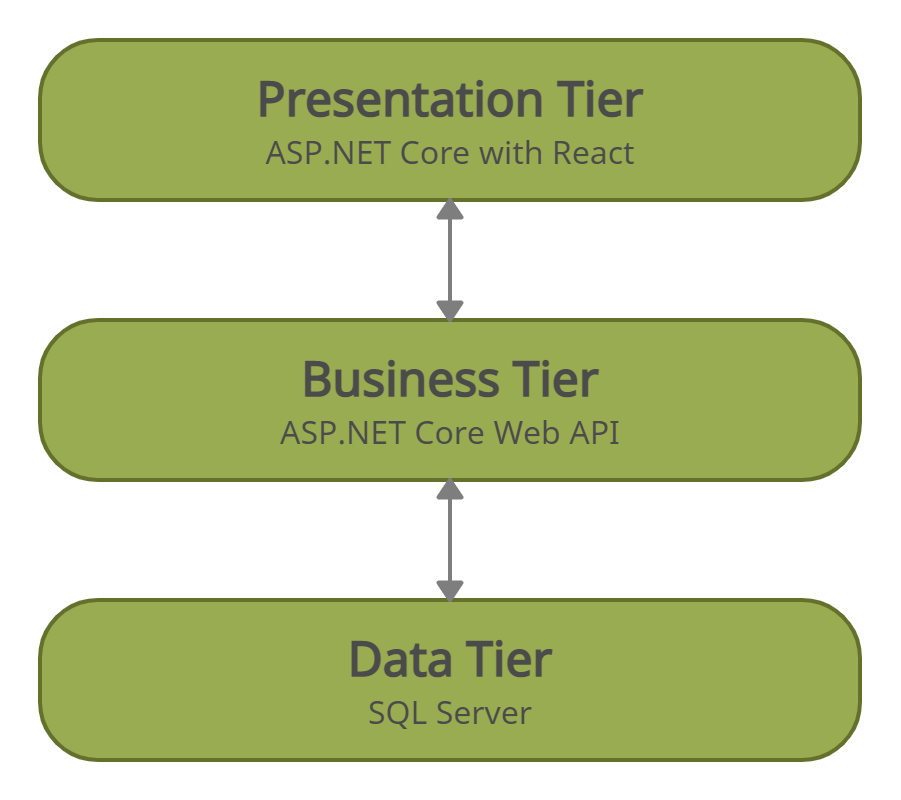 Presentation Tier
ASP.NET Core with React
Business Tier
ASP.NET Core Web API
Data Tier
SQL Server